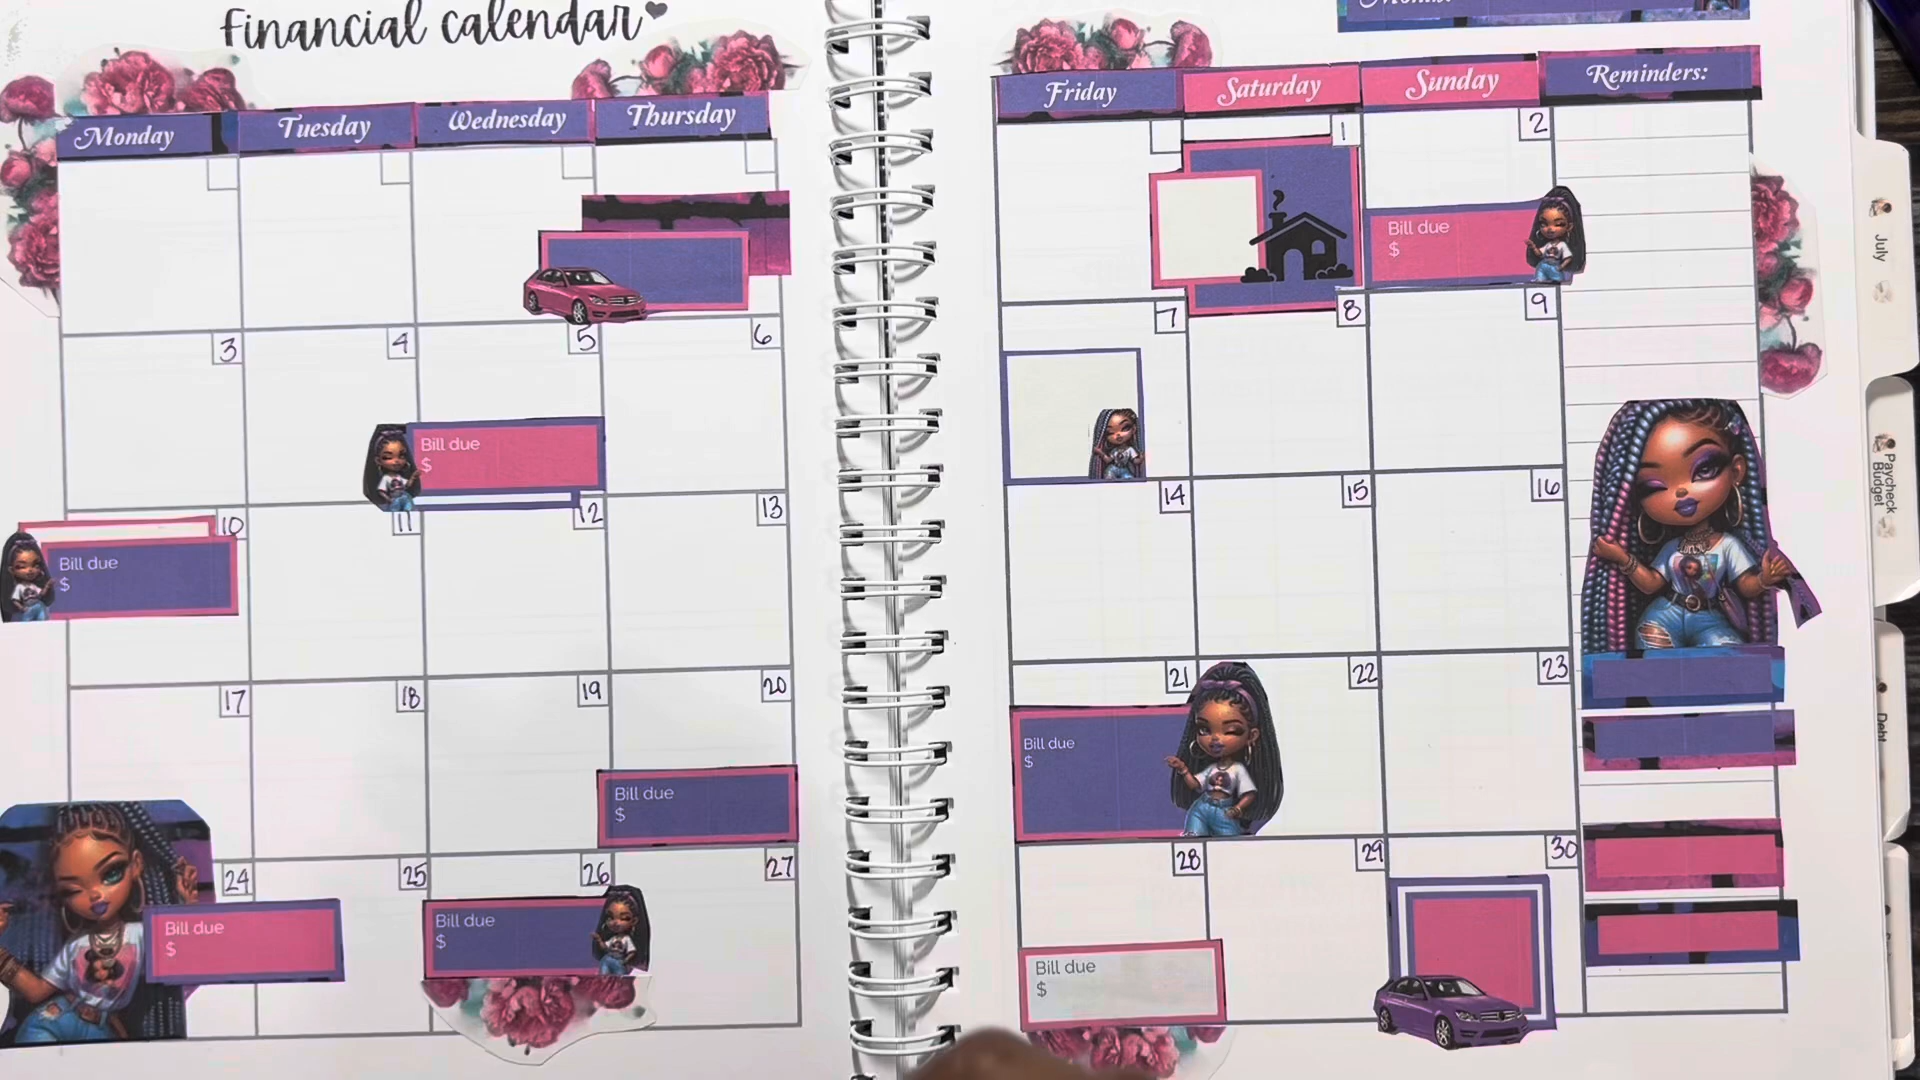 Financial calendar
Monday
Tuesday
Wednesday
Thursday
Friday
Saturday
Sunday
Reminders:
1
2
Bill due
$
3
4
5
6
7
8
9
Bill due
$
10
11
12
13
14
15
16
Bill due
$
17
18
19
20
21
22
23
Bill due
$
Bill due
$
24
25
26
27
28
29
30
Bill due
$
Bill due
$
Bill due
$
July
Paycheck
Budget
Debt